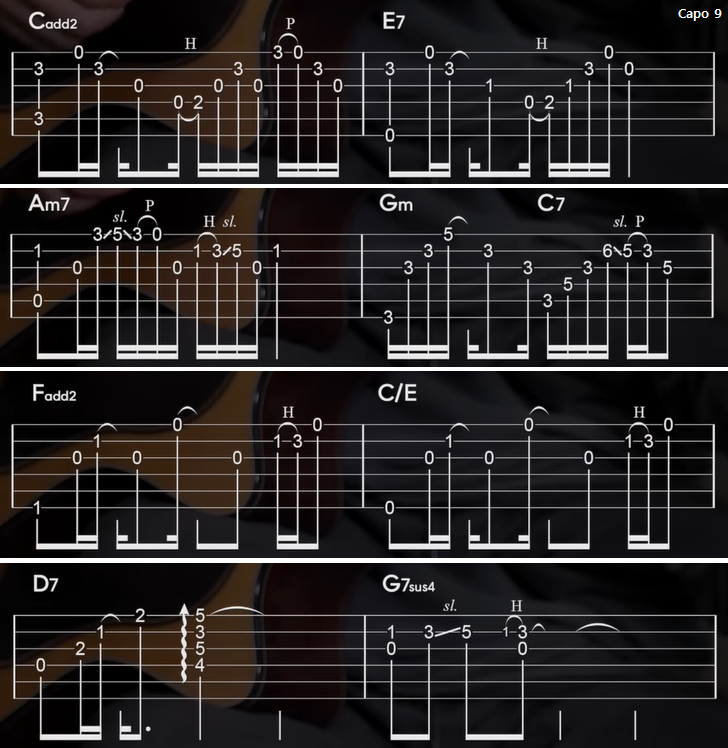 Capo 9
Cadd2 E7
H P H
0 3 0 0 0
3 3 3 3 3 3 3 0
0 0 0 0 1 1
0 2 0 2
3
0
Am7 Gm C7
sl. P H sl. sl. P
3 5 3 0 5
1 1 3 5 1 3 3 6 5 3
0 0 0 3 3 3 5
5
0 3
3
Fadd2 C/E
H H
0 0 0 0
1 1 3 1 1 3
0 0 0 0 0 0
1 0
D7 G7sus4
sl. H
2 5
1 3 1 3 5 1 3
2 5 0 0
0 4